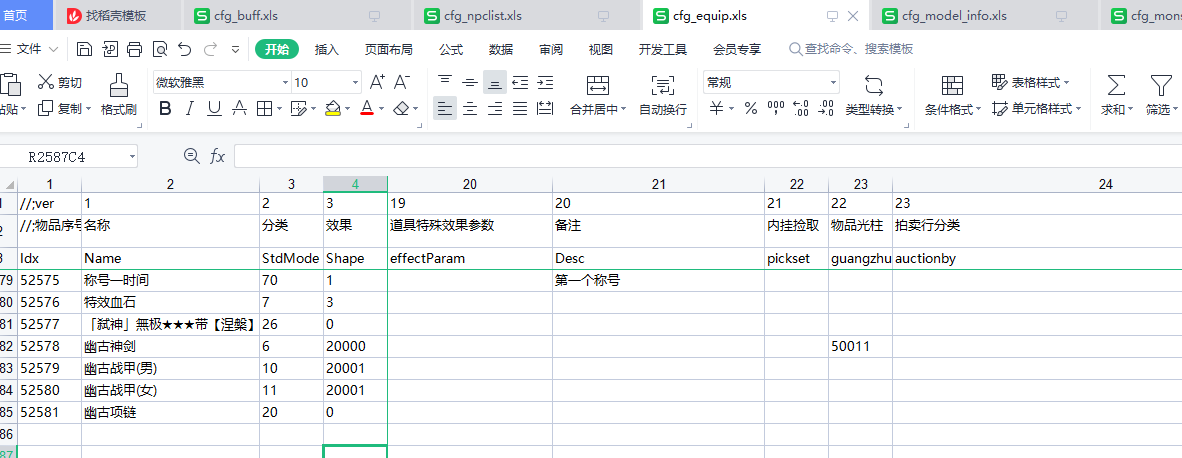 首页 找稻壳模板 cfg_buff.xls cfg_npclist.xls cfg_equip.xls cfg_model_info.xls cfg_mons
文件 开始 插入 页面布局 公式 数据 审阅 视图 开发工具 会员专享 查找命令、搜索模板
粘贴 剪切 复制 格式刷 微软雅黑 10 A+ A- B I U A A 合并居中 自动换行 常规 ¥ % 类型转换 条件格式 表格样式 单元格样式 求和 筛选
R2587C4 fx
1 2 3 4 20 21 22 23 24
1 //;ver 1 2 3 19 20 21 22 23
2 //;物品序号 名称 分类 效果 道具特殊效果参数 备注 内挂捡取 物品光柱 拍卖行分类
3 Idx Name StdMode Shape effectParam Desc pickset guangzhu auctionby
79 52575 称号一时间 70 1 第一个称号
80 52576 特效血石 7 3
81 52577 「弑神」無极★★★带【涅槃】 26 0
82 52578 幽古神剑 6 20000 50011
83 52579 幽古战甲(男) 10 20001
84 52580 幽古战甲(女) 11 20001
85 52581 幽古项链 20 0
86
87